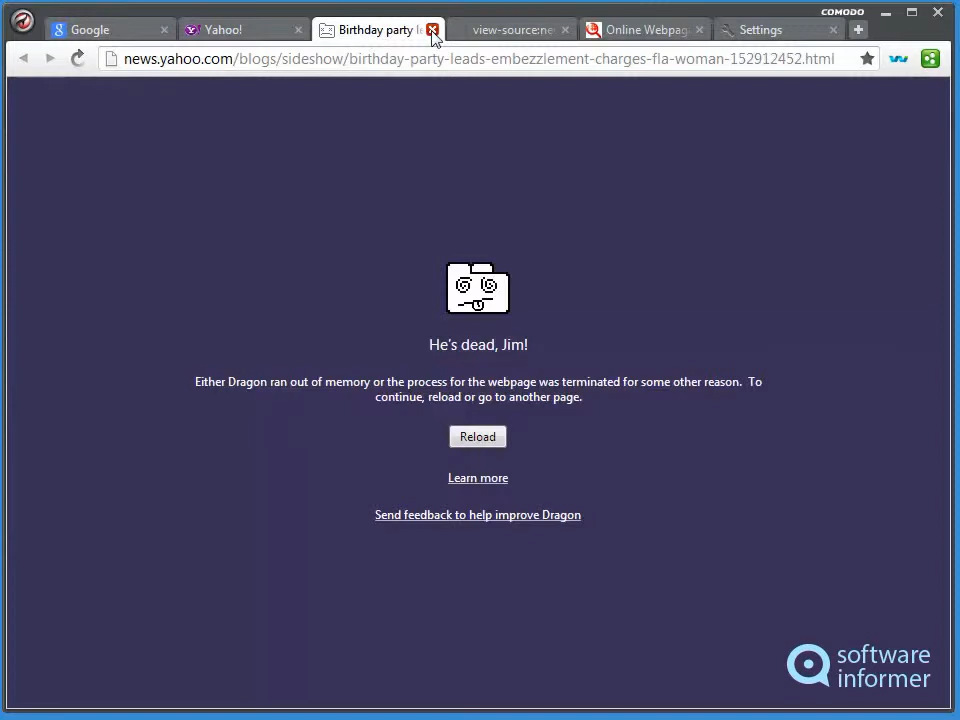 COMODO
Google
Yahoo!
Birthday party
view-source:ne
Online Webpag
Settings
news.yahoo.com/blogs/sideshow/birthday-party-leads-embezzlement-charges-fla-woman-152912452.html
He's dead, Jim!
Either Dragon ran out of memory or the process for the webpage was terminated for some other reason. To
continue, reload or go to another page.
Reload
Learn more
Send feedback to help improve Dragon
software
informer